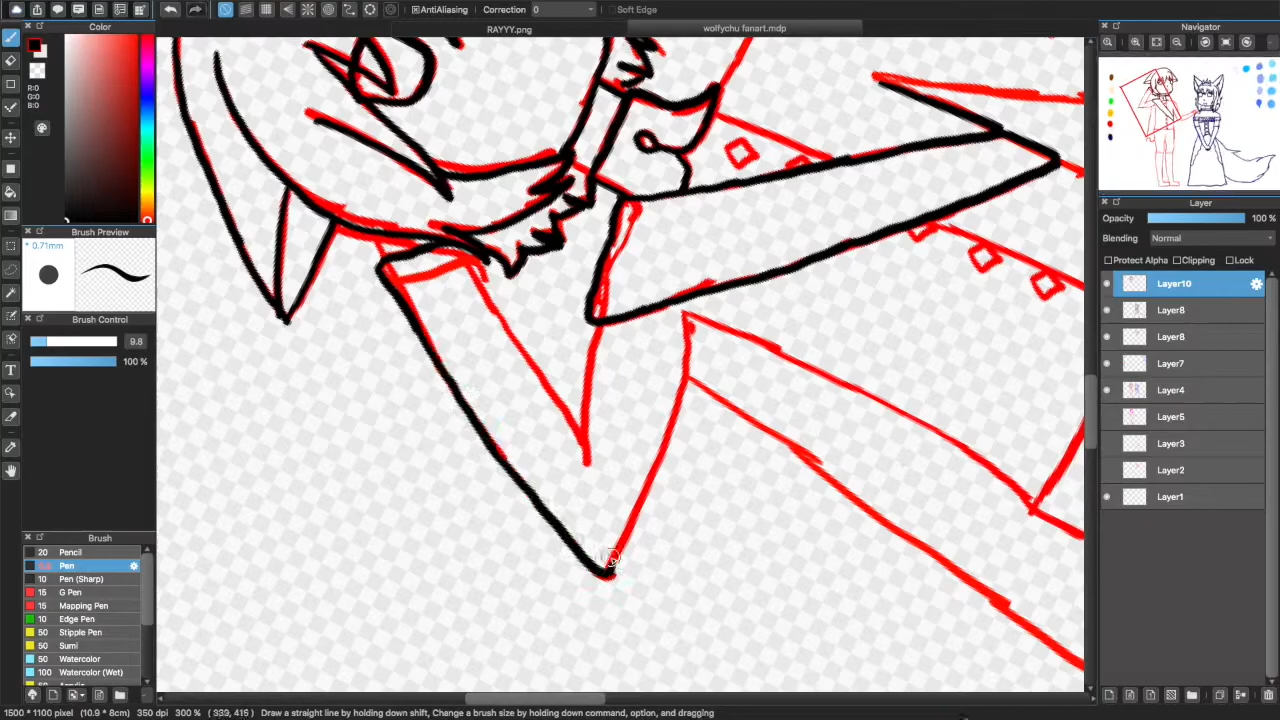 AntiAliasing Correction 0 Soft Edge
Color
RAYYY.png
wolfychu fanart.mdp
Navigator
R:0
G:0
B:0
Brush Preview
* 0.71mm
Brush Control
9.8
100 %
Layer
Opacity 100 %
Blending Normal
Protect Alpha Clipping Lock
Layer10
Layer8
Layer8
Layer7
Layer4
Layer5
Layer3
Layer2
Layer1
T
Brush
20 Pencil
Pen
10 Pen (Sharp)
15 G Pen
15 Mapping Pen
10 Edge Pen
50 Stipple Pen
50 Sumi
50 Watercolor
100 Watercolor (Wet)
1500 * 1100 pixel (10.9 * 8cm) 350 dpi 300 % ( 339, 415 ) Draw a straight line by holding down shift, Change a brush size by holding down command, option, and dragging